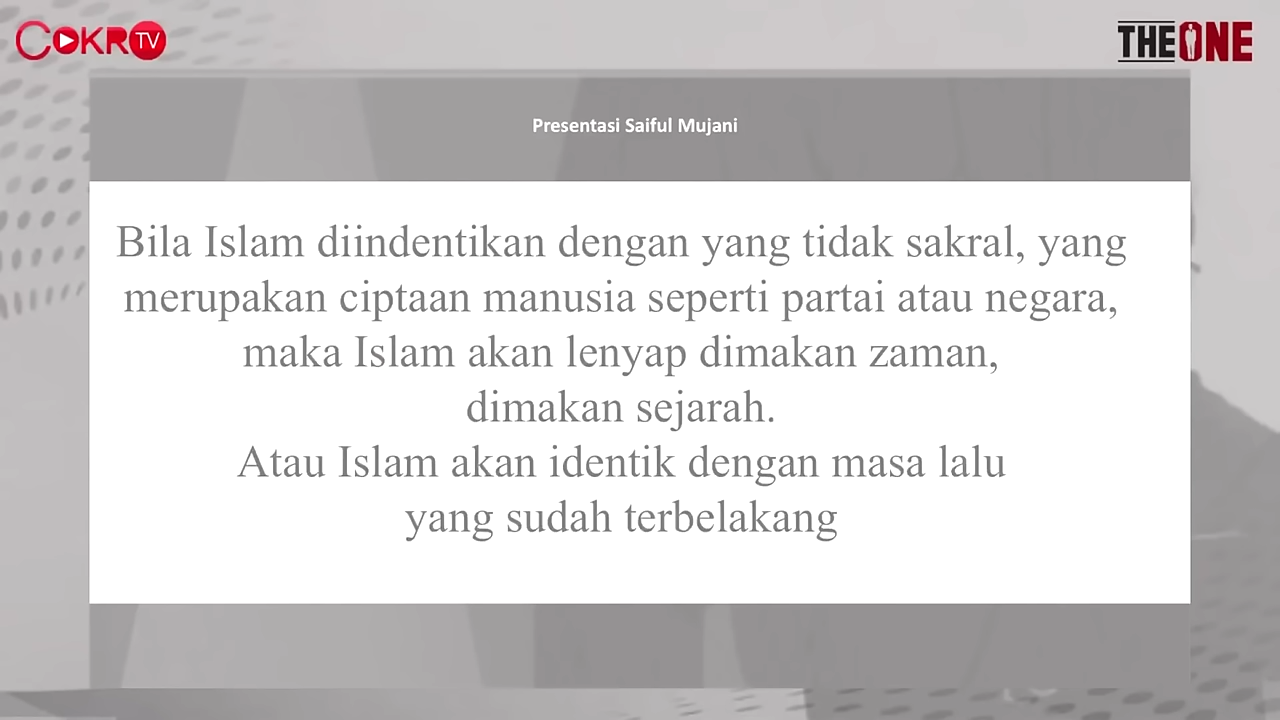 COKRO TV
THE ONE
Presentasi Saiful Mujani
Bila Islam diindentikan dengan yang tidak sakral, yang
merupakan ciptaan manusia seperti partai atau negara,
maka Islam akan lenyap dimakan zaman,
dimakan sejarah.
Atau Islam akan identik dengan masa lalu
yang sudah terbelakang